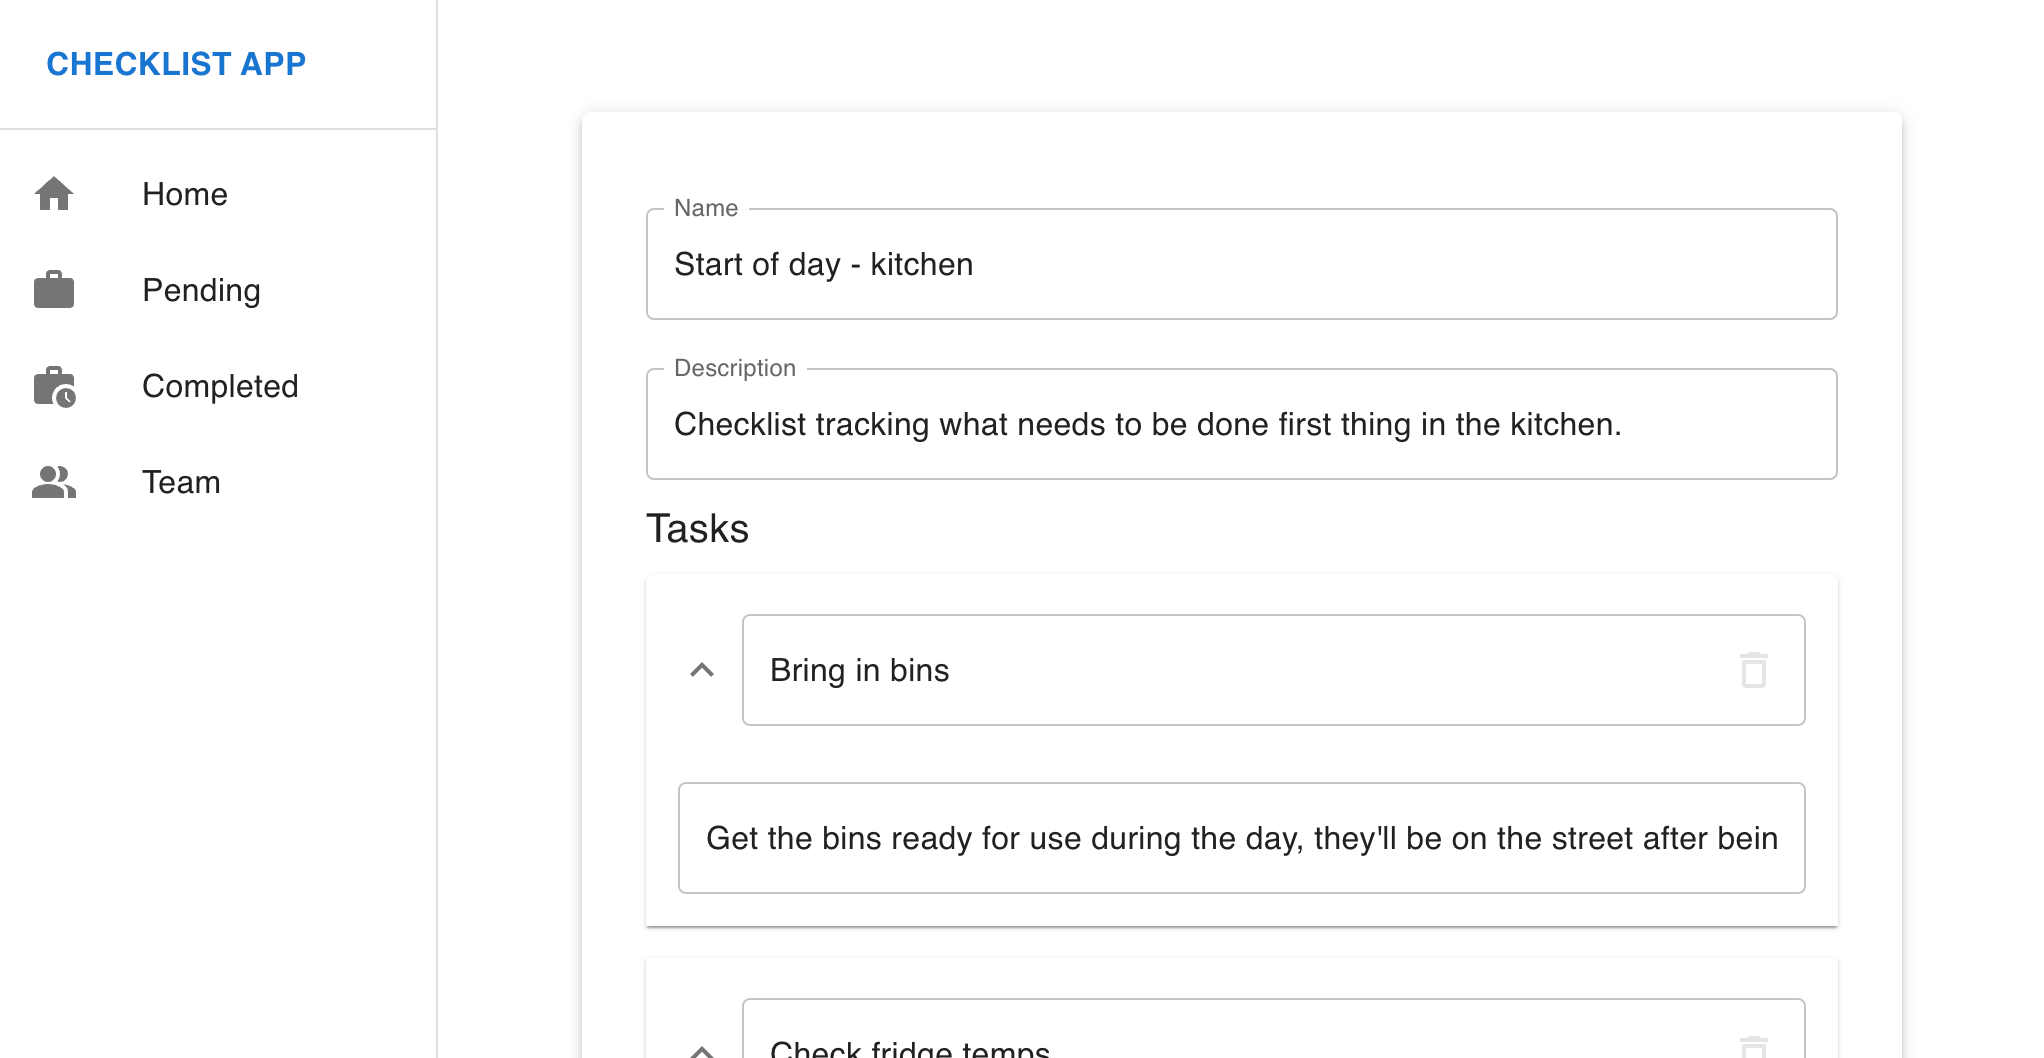 CHECKLIST APP
Home
Pending
Completed
Team
Name
Start of day - kitchen
Description
Checklist tracking what needs to be done first thing in the kitchen.
Tasks
Bring in bins
Get the bins ready for use during the day, they'll be on the street after bein
Check fridge temps